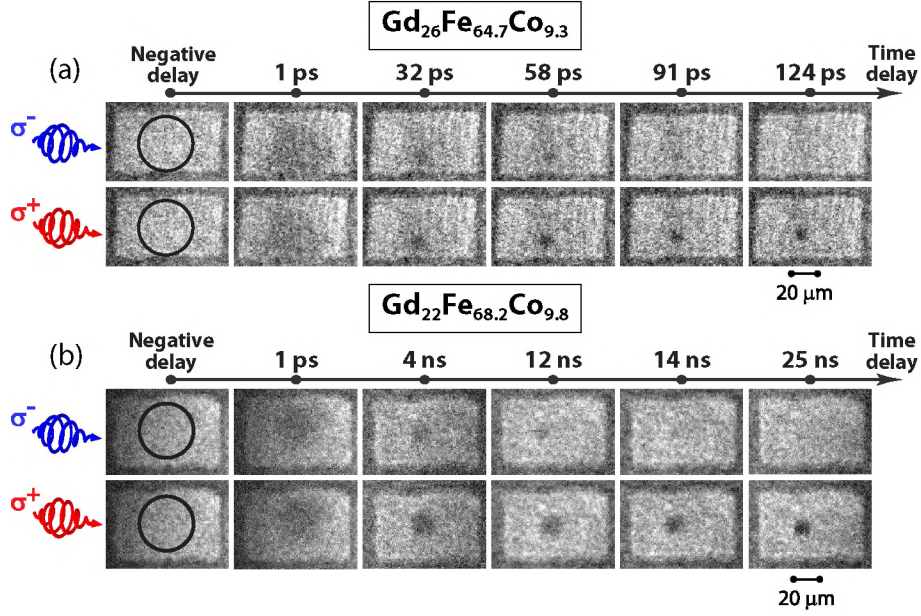 Gd₂₆Fe₆₄.₇Co₉.₃
(a)
Negative delay
1 ps
32 ps
58 ps
91 ps
124 ps
Time delay
σ⁻
σ⁺
20 μm
Gd₂₂Fe₆₈.₂Co₉.₈
(b)
Negative delay
1 ps
4 ns
12 ns
14 ns
25 ns
Time delay
σ⁻
σ⁺
20 μm